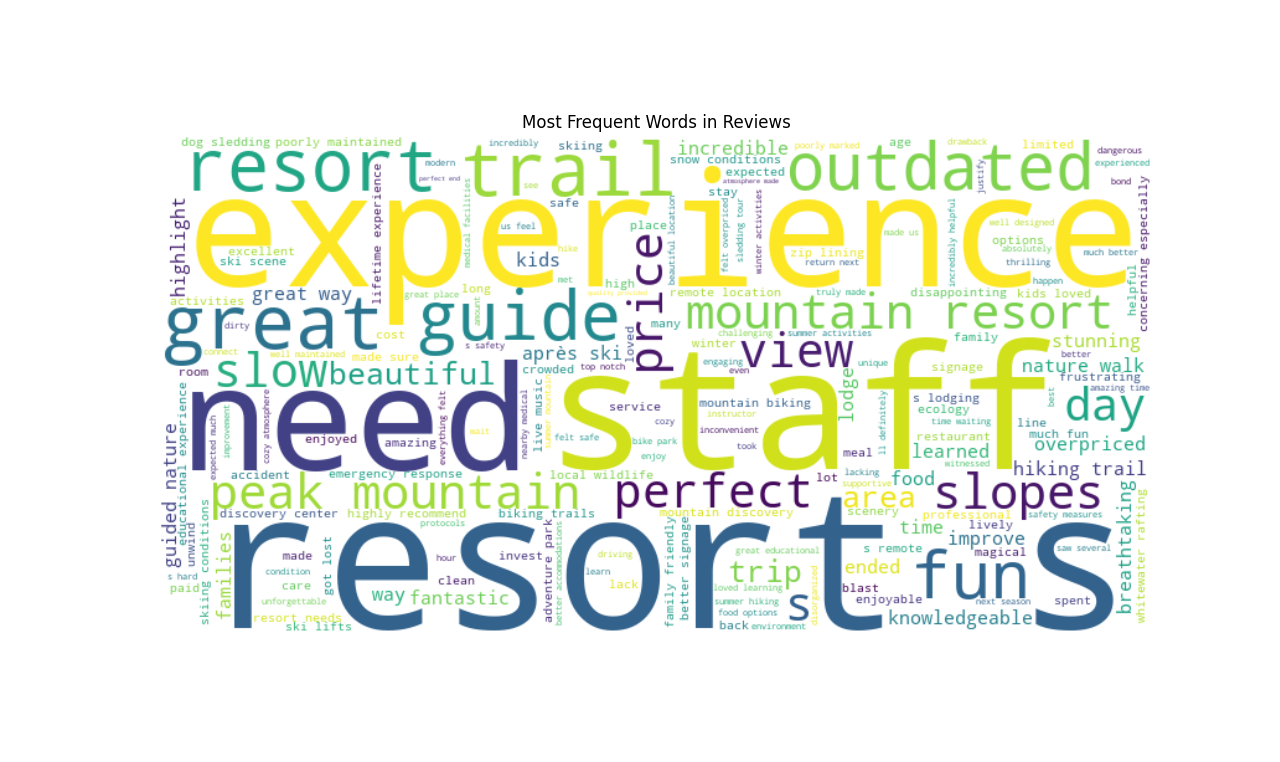 Most Frequent Words in Reviews
dog sledding poorly maintained
incredibly
skiing
incredible
poorly marked
age
drawback
limited
dangerous
resort
trail
outdated
modern
perfect end
snow conditions
expected
atmosphere made
experienced
justify
bond
see
safe
stay
experience
highlight
lifetime experience
medical facilities
us feel
place
beautiful location
felt overpriced
sledding tour
winter activities
made us
incredibly helpful
well designed
options
absolutely
concerning especially
excellent
ski scene
hike
kids
price
zip lining
return next
much better
thrilling
met
high
happen
helpful
activities
great way
great place
long
amount
quality provided
remote location
truly made
disappointing
kids loved
great
guide
many
mountain resort
dirty
cost
s safety
loved
challenging
summer activities
family
stunning
connect
well maintained
made sure
après ski
winter
view
better
room
slow
beautiful
crowded
top notch
engaging
even
unique
signage
nature walk
frustrating
amazing time
need
staff
lodge
best
day
educational experience
expected much
improvement
cozy atmosphere
enjoyed
amazing
everything felt
wait
nearby medical
live music
summer mountain
service
cozy
mountain biking
instructor
s lodging
ecology
time waiting
line
felt safe
bike park
enjoy
inconvenient
took
ll definitely
restaurant
learned
witnessed
much fun
overpriced
guided nature
accident
emergency response
local wildlife
meal
lot
lacking
supportive
food
hiking trail
peak mountain
perfect
area
slopes
discovery center
highly recommend
biking trails
mountain discovery
scenery
professional
safety measures
skiing conditions
unwind
protocols
time
lively
improve
breathtaking
whitewater rafting
resorts
families
made
got lost
hour
invest
adventure park
better accommodations
driving
family friendly
better signage
great educational
disorganized
s remote
magical
saw several
fun
s hard
paid
condition
care
clean
learn
lack
trip
loved learning
ended
blast
unforgettable
way
fantastic
summer hiking
s
enjoyable
next season
spent
resort needs
food options
knowledgeable
ski lifts
back
environment